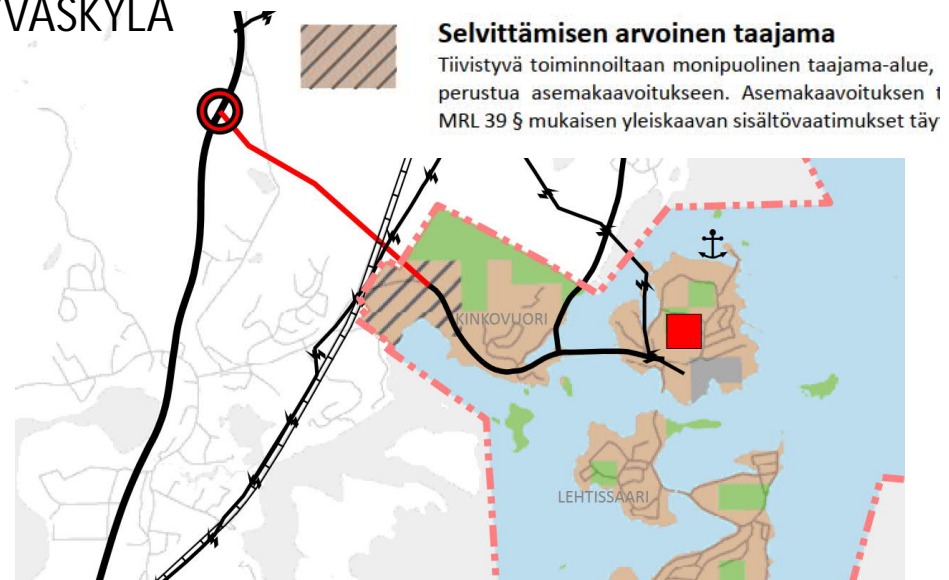 VÄSKYLÄ
Selvittämisen arvoinen taajama
Tiivistyvä toiminnoiltaan monipuolinen taajama-alue,
perustua asemakaavoitukseen. Asemakaavoituksen t
MRL 39 § mukaisen yleiskaavan sisältövaatimukset täy
KINKOVUORI
LEHTISSAARI